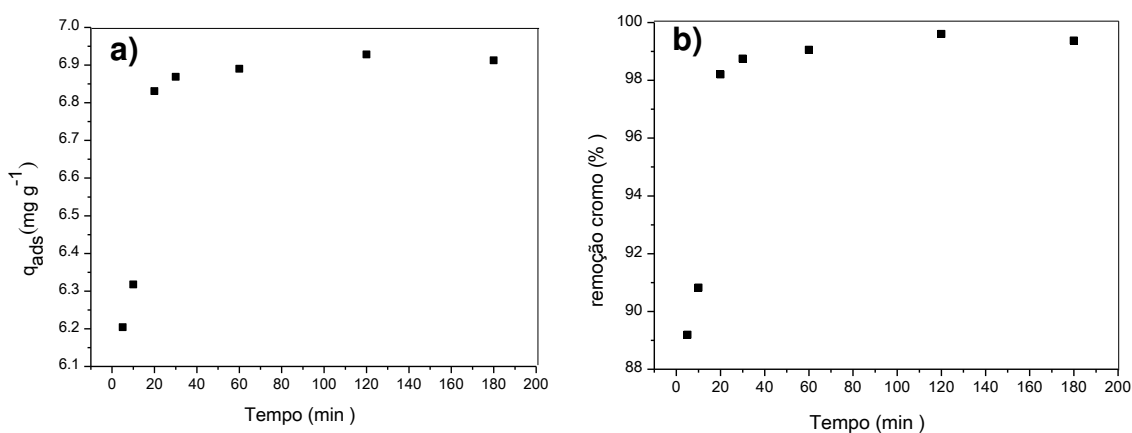 a)
7.0
6.9
6.8
6.7
6.6
6.5
6.4
6.3
6.2
6.1
q_ads(mg g^-1)
0 20 40 60 80 100 120 140 160 180 200
Tempo (min )
b)
100
98
96
94
92
90
88
remoção cromo (% )
0 20 40 60 80 100 120 140 160 180 200
Tempo (min )